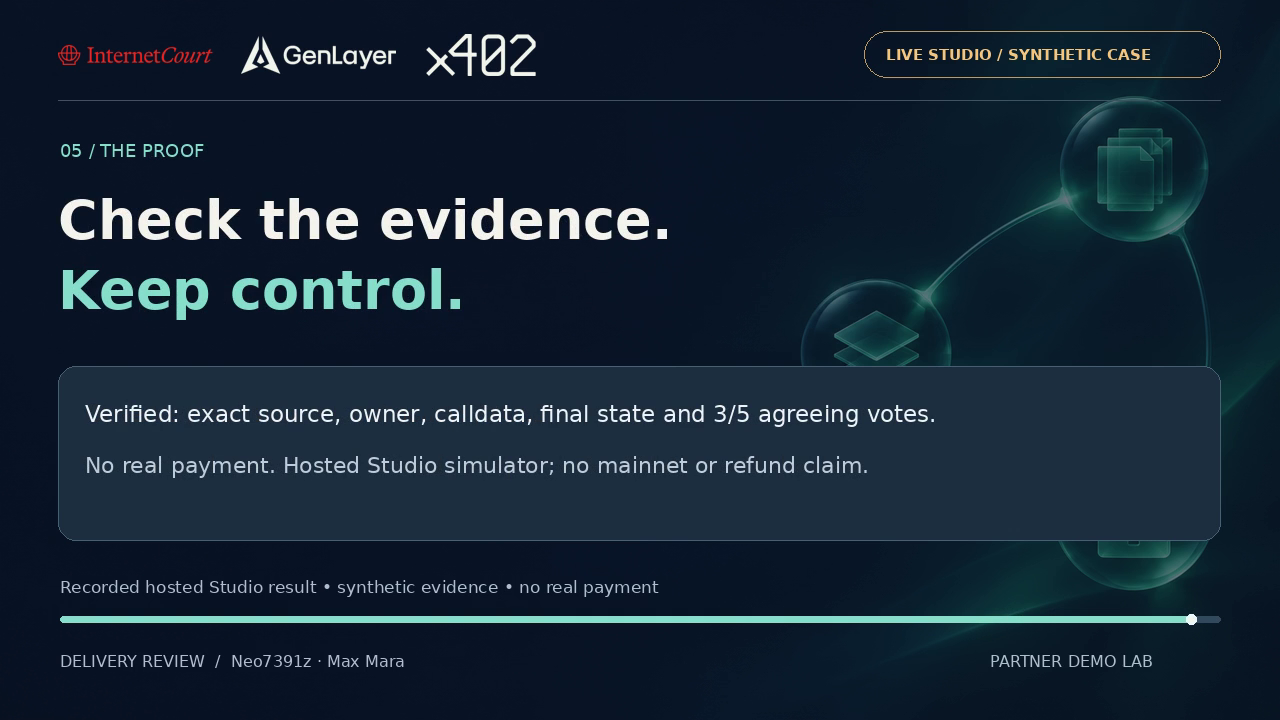 InternetCourt GenLayer x402 LIVE STUDIO / SYNTHETIC CASE
05 / THE PROOF
Check the evidence.
Keep control.
Verified: exact source, owner, calldata, final state and 3/5 agreeing votes.
No real payment. Hosted Studio simulator; no mainnet or refund claim.
Recorded hosted Studio result • synthetic evidence • no real payment
DELIVERY REVIEW / Neo7391z · Max Mara PARTNER DEMO LAB